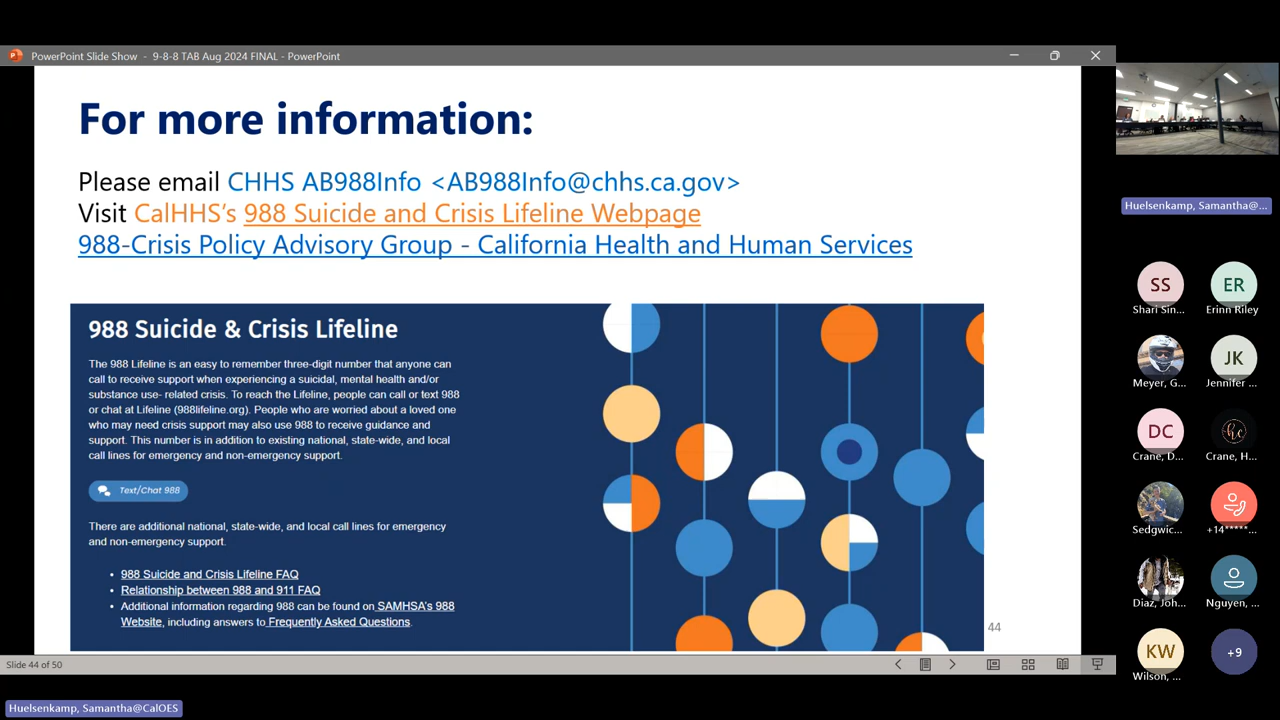 PowerPoint Slide Show - 9-8-8 TAB Aug 2024 FINAL - PowerPoint
For more information:
Please email CHHS AB988Info <AB988Info@chhs.ca.gov>
Visit CalHHS's 988 Suicide and Crisis Lifeline Webpage
988-Crisis Policy Advisory Group - California Health and Human Services
988 Suicide & Crisis Lifeline
The 988 Lifeline is an easy to remember three-digit number that anyone can
call to receive support when experiencing a suicidal, mental health and/or
substance use- related crisis. To reach the Lifeline, people can call or text 988
or chat at Lifeline (988lifeline.org). People who are worried about a loved one
who may need crisis support may also use 988 to receive guidance and
support. This number is in addition to existing national, state-wide, and local
call lines for emergency and non-emergency support.
Text/Chat 988
There are additional national, state-wide, and local call lines for emergency
and non-emergency support.
• 988 Suicide and Crisis Lifeline FAQ
• Relationship between 988 and 911 FAQ
• Additional information regarding 988 can be found on SAMHSA's 988
Website, including answers to Frequently Asked Questions.
44
Slide 44 of 50
Huelsenkamp, Samantha@CalOES
Huelsenkamp, Samantha@...
SS
Shari Sin...
ER
Erinn Riley
Meyer, G...
JK
Jennifer ...
DC
Crane, D...
hc
Crane, H...
Sedgwic...
+14*****...
Diaz, Joh...
Nguyen, ...
KW
Wilson, ...
+9